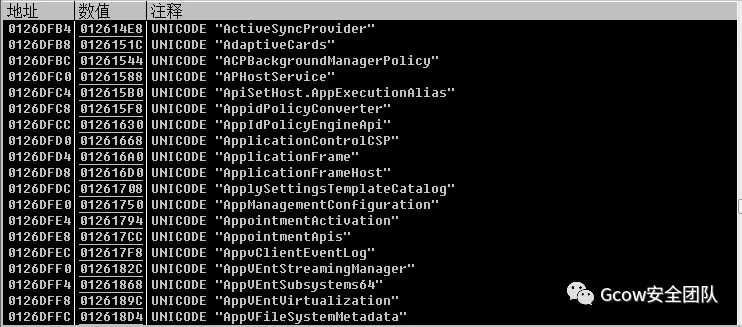 地址 数值 注释
0126DFB4 012614E8 UNICODE "ActiveSyncProvider"
0126DFB8 0126151C UNICODE "AdaptiveCards"
0126DFBC 01261544 UNICODE "ACPBackgroundManagerPolicy"
0126DFC0 01261588 UNICODE "APHostService"
0126DFC4 012615B0 UNICODE "ApiSetHost.AppExecutionAlias"
0126DFC8 012615F8 UNICODE "AppidPolicyConverter"
0126DFCC 01261630 UNICODE "AppIdPolicyEngineApi"
0126DFD0 01261668 UNICODE "ApplicationControlCSP"
0126DFD4 012616A0 UNICODE "ApplicationFrame"
0126DFD8 012616D0 UNICODE "ApplicationFrameHost"
0126DFDC 01261708 UNICODE "ApplySettingsTemplateCatalog"
0126DFE0 01261750 UNICODE "AppManagementConfiguration"
0126DFE4 01261794 UNICODE "AppointmentActivation"
0126DFE8 012617CC UNICODE "AppointmentApis"
0126DFEC 012617F8 UNICODE "AppvClientEventLog"
0126DFF0 0126182C UNICODE "AppVEntStreamingManager"
0126DFF4 01261868 UNICODE "AppVEntSubsystems64"
0126DFF8 0126189C UNICODE "AppVEntVirtualization"
0126DFFC 012618D4 UNICODE "AppVFileSystemMetadata"
Gcow安全团队